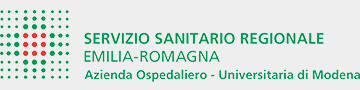 SERVIZIO SANITARIO REGIONALE
EMILIA-ROMAGNA
Azienda Ospedaliero - Universitaria di Modena